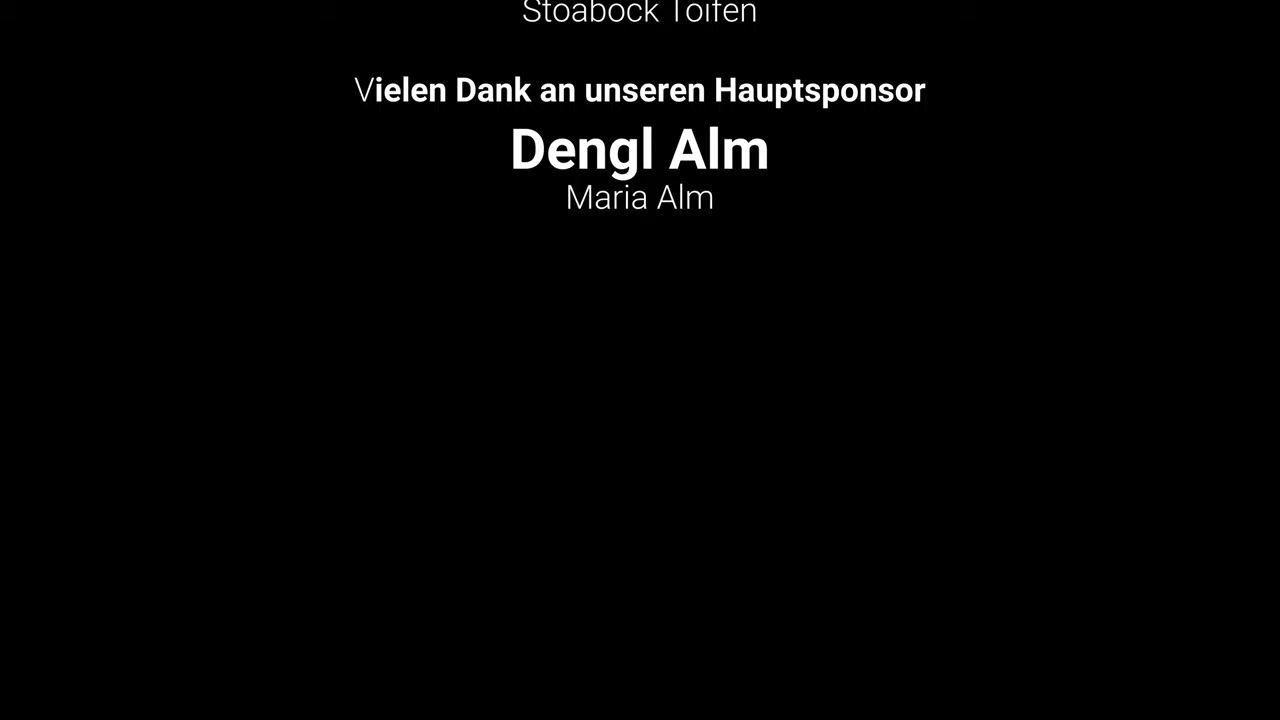 Stoabock Toifen
Vielen Dank an unseren Hauptsponsor
Dengl Alm
Maria Alm